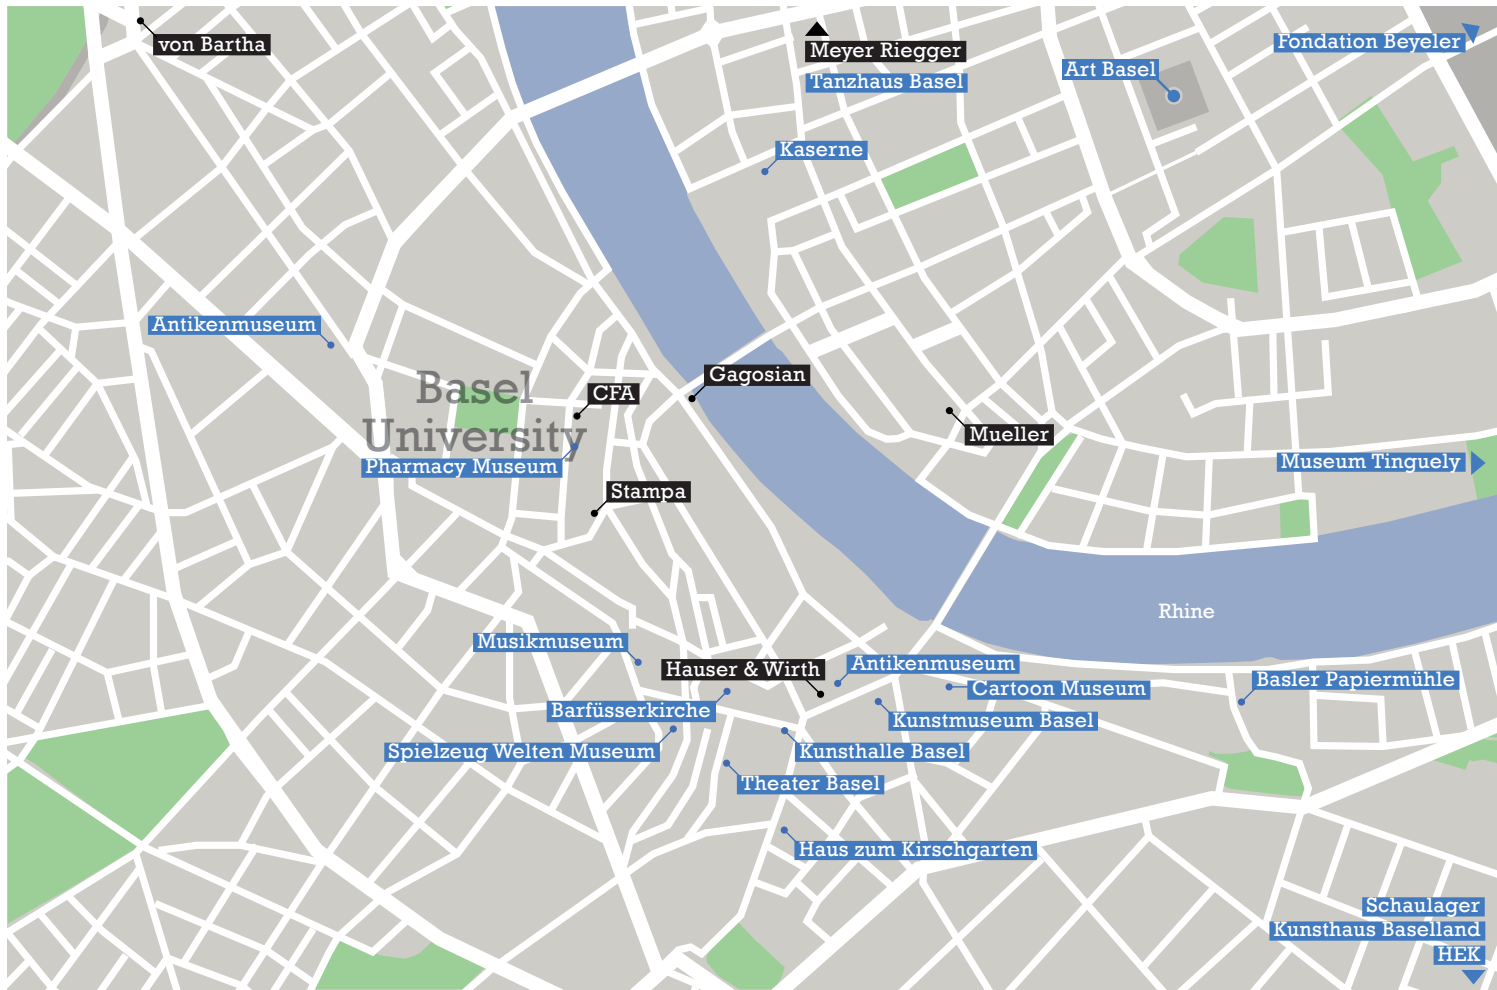 von Bartha
Meyer Riegger
Tanzhaus Basel
Fondation Beyeler
Art Basel
Kaserne
Antikenmuseum
Basel
University
Gagosian
CFA
Mueller
Pharmacy Museum
Museum Tinguely
Stampa
Rhine
Musikmuseum
Hauser & Wirth
Antikenmuseum
Cartoon Museum
Basler Papiermühle
Barfüsserkirche
Kunstmuseum Basel
Spielzeug Welten Museum
Kunsthalle Basel
Theater Basel
Haus zum Kirschgarten
Schaulager
Kunsthaus Baselland
HEK